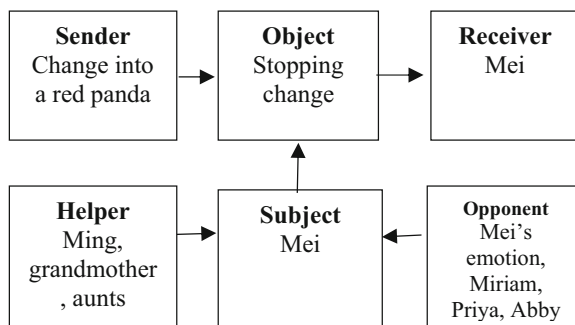 Sender
Change into
a red panda
Object
Stopping
change
Receiver
Mei
Helper
Ming,
grandmother
, aunts
Subject
Mei
Opponent
Mei's
emotion,
Miriam,
Priya, Abby